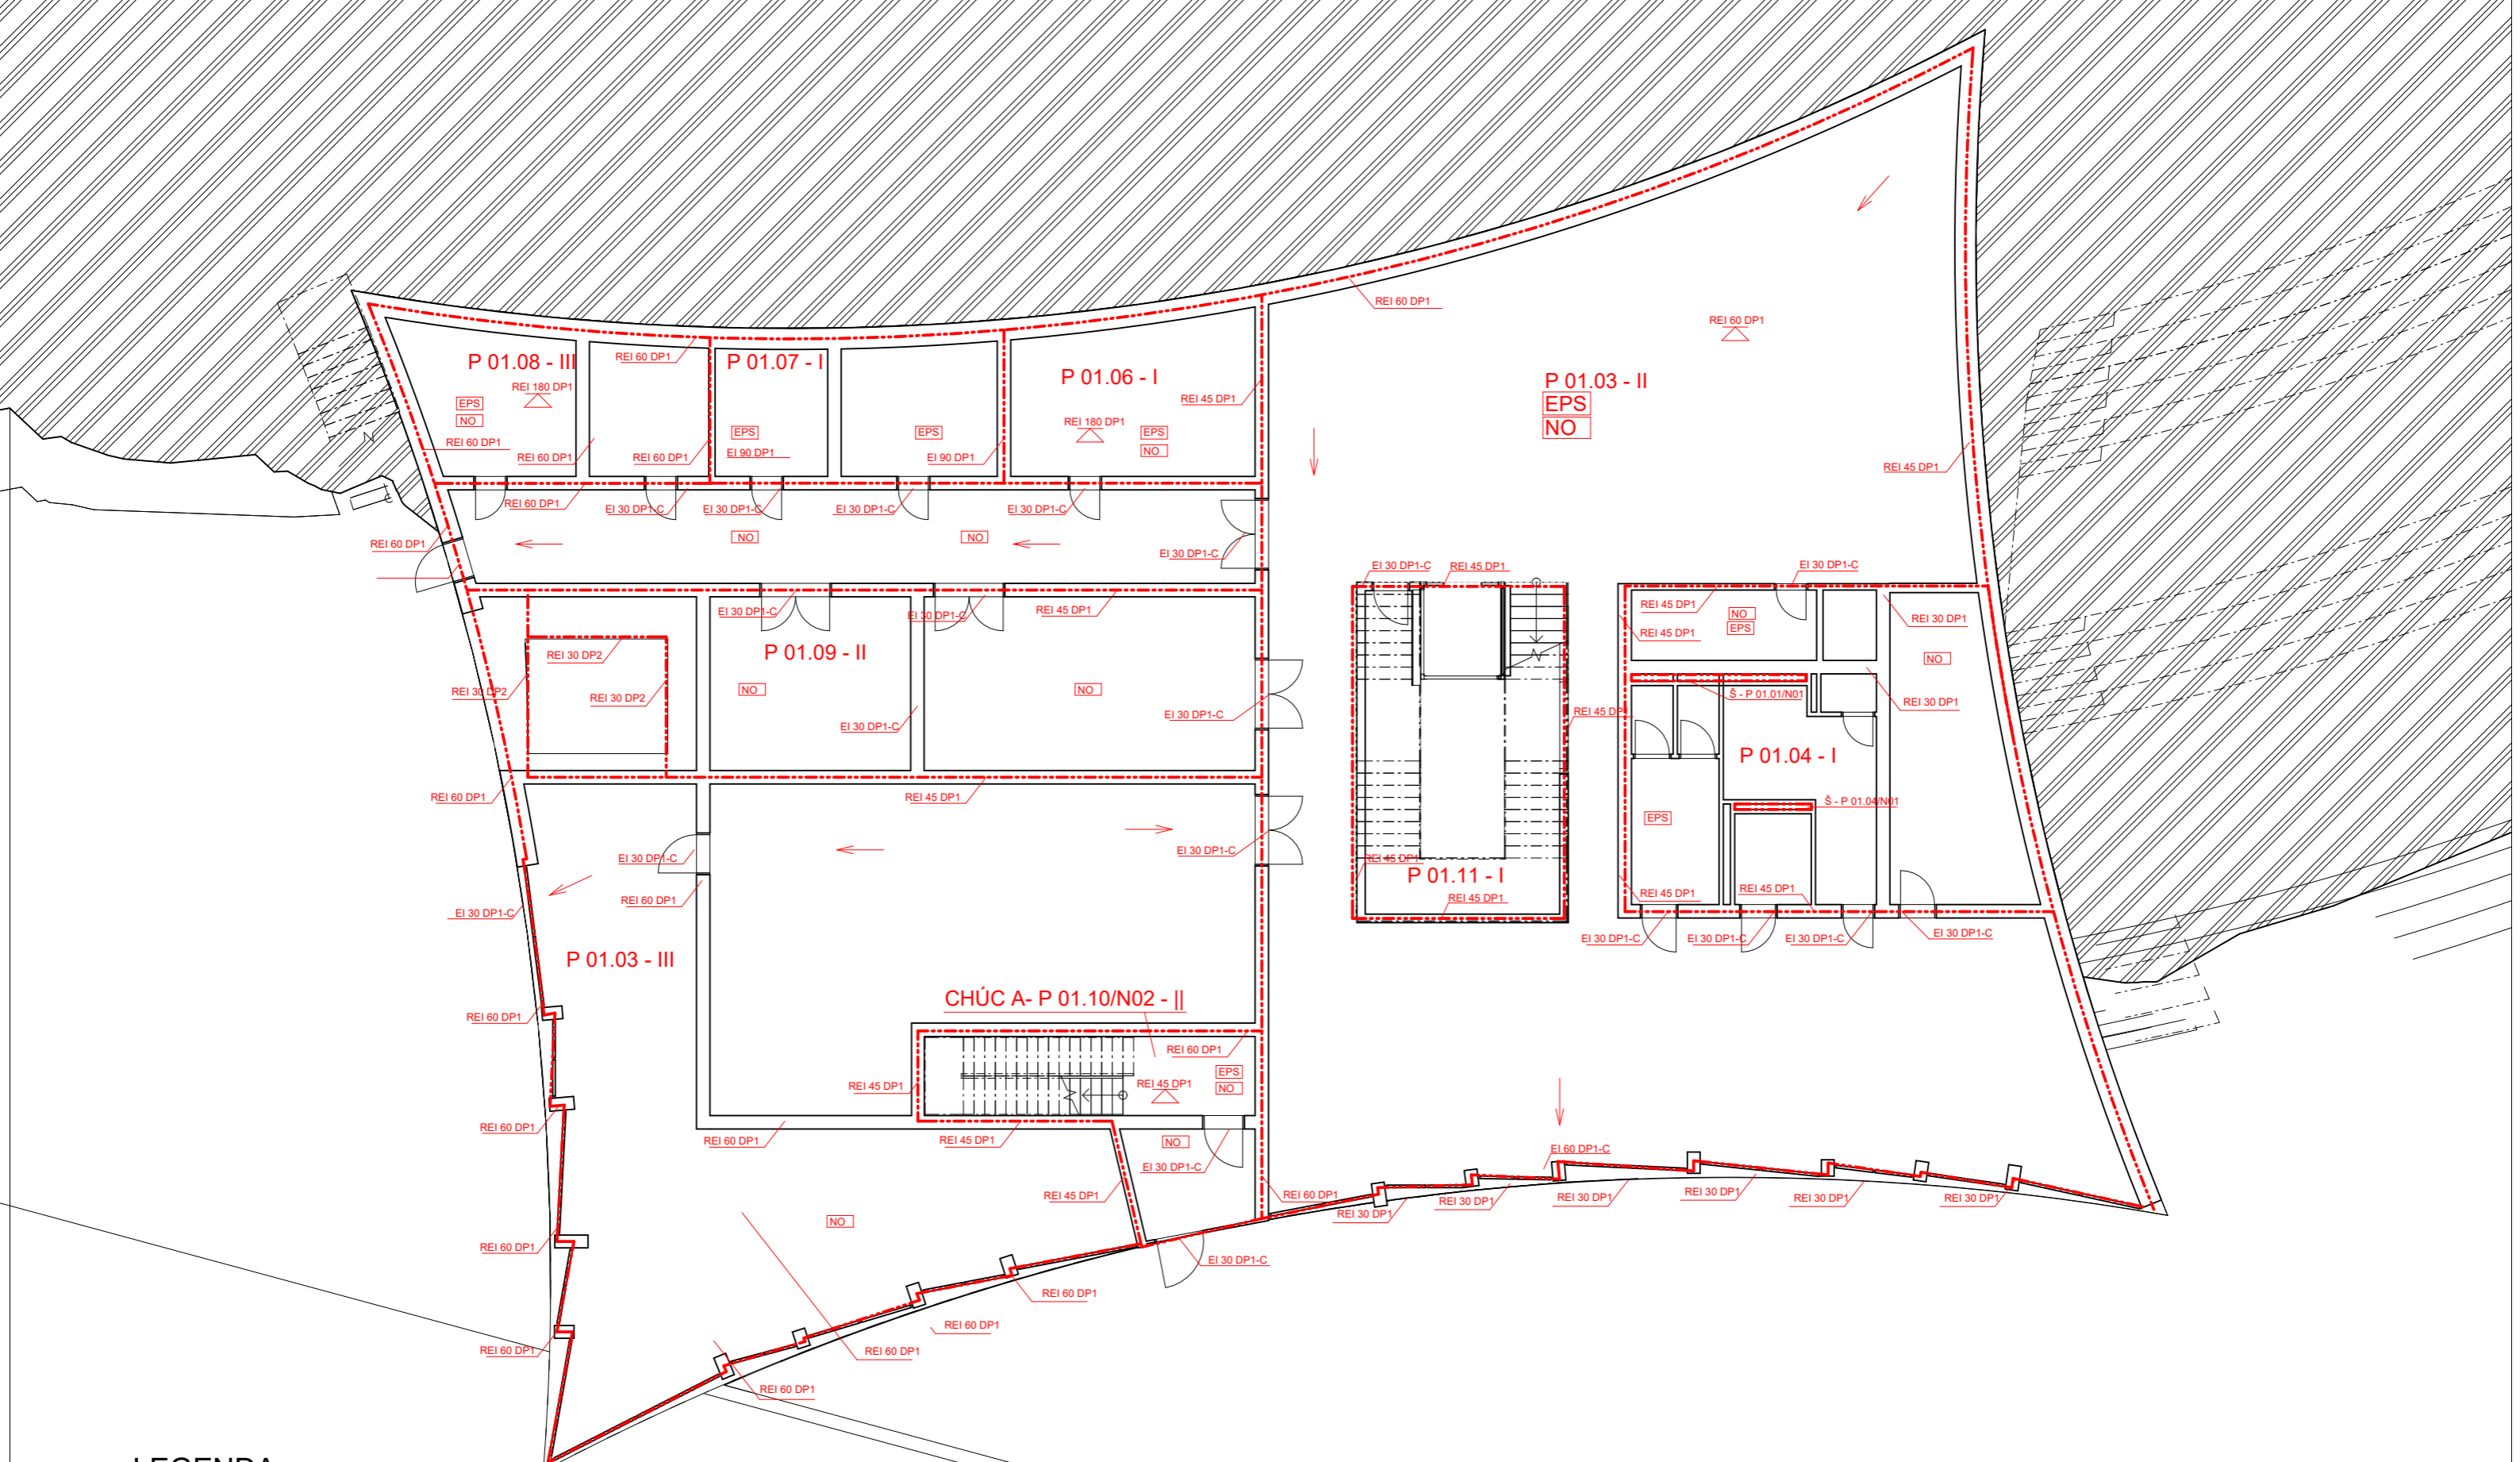 REI 60 DP1
REI 60 DP1
P 01.08 - III
REI 60 DP1
P 01.07 - I
P 01.06 - I
P 01.03 - II
EPS
NO
REI 180 DP1
REI 45 DP1
EPS
NO
REI 180 DP1
EPS
EPS
EPS
NO
REI 60 DP1
REI 60 DP1
REI 60 DP1
EI 90 DP1
EI 90 DP1
REI 45 DP1
REI 60 DP1
EI 30 DP1-C
EI 30 DP1-C
EI 30 DP1-C
EI 30 DP1-C
REI 60 DP1
NO
NO
EI 30 DP1-C
EI 30 DP1-C
REI 45 DP1
EI 30 DP1-C
EI 30 DP1-C
EI 30 DP1-C
REI 45 DP1
REI 45 DP1
NO
EPS
REI 30 DP1
REI 45 DP1
P 01.09 - II
REI 30 DP2
NO
REI 30 DP2
REI 30 DP2
NO
NO
Š - P 01.01/N01
REI 30 DP1
EI 30 DP1-C
EI 30 DP1-C
REI 45 DP1
P 01.04 - I
REI 60 DP1
REI 45 DP1
Š - P 01.04/N01
EPS
EI 30 DP1-C
EI 30 DP1-C
REI 45 DP1
P 01.11 - I
REI 60 DP1
REI 45 DP1
REI 45 DP1
REI 45 DP1
EI 30 DP1-C
EI 30 DP1-C
EI 30 DP1-C
EI 30 DP1-C
EI 30 DP1-C
P 01.03 - III
CHÚC A- P 01.10/N02 - ||
REI 60 DP1
REI 60 DP1
EPS
NO
REI 45 DP1
REI 45 DP1
REI 60 DP1
REI 60 DP1
REI 45 DP1
NO
EI 30 DP1-C
EI 60 DP1-C
REI 45 DP1
REI 60 DP1
REI 30 DP1
REI 30 DP1
REI 30 DP1
REI 30 DP1
REI 30 DP1
REI 30 DP1
NO
REI 60 DP1
EI 30 DP1-C
REI 60 DP1
REI 60 DP1
REI 60 DP1
REI 60 DP1
REI 60 DP1
LEGENDA